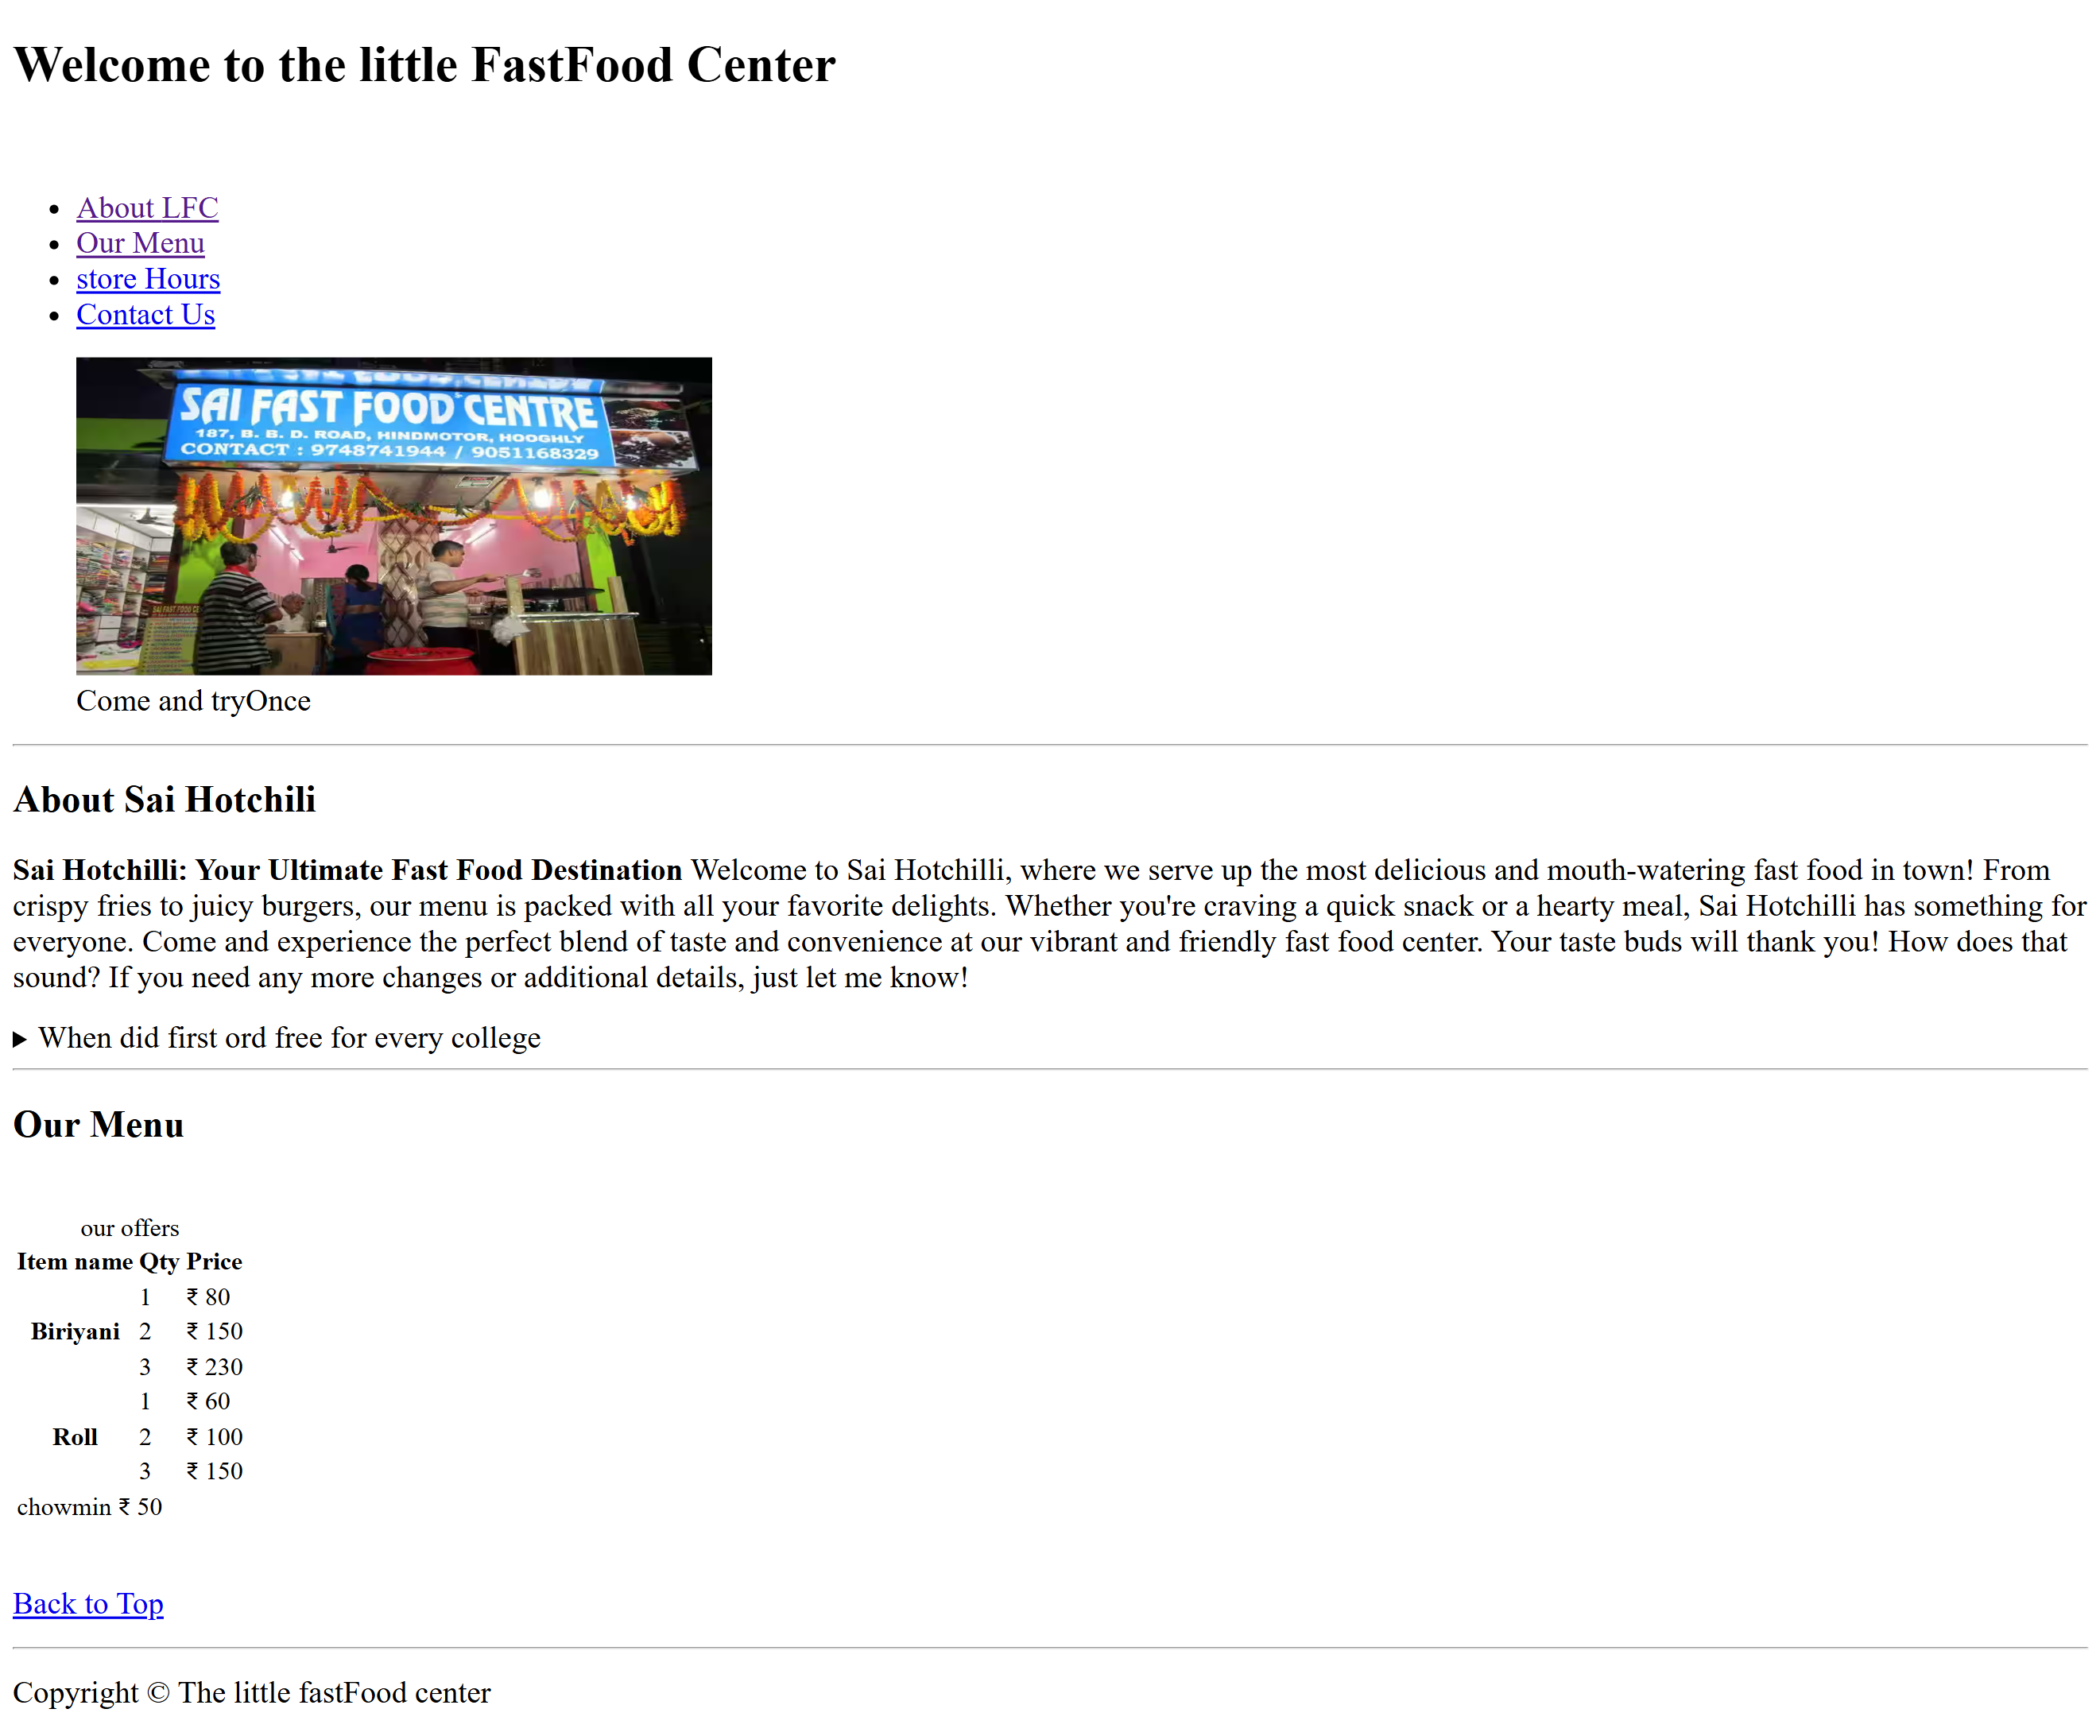 Welcome to the little FastFood Center
About LFC
Our Menu
store Hours
Contact Us
SAI FAST FOOD CENTRE
187, B. B. D. ROAD, HINDMOTOR, HOOGHLY
CONTACT : 9748741944 / 9051168329
SAI FAST FOOD CE
Come and tryOnce
About Sai Hotchili
Sai Hotchilli: Your Ultimate Fast Food Destination Welcome to Sai Hotchilli, where we serve up the most delicious and mouth-watering fast food in town! From
crispy fries to juicy burgers, our menu is packed with all your favorite delights. Whether you're craving a quick snack or a hearty meal, Sai Hotchilli has something for
everyone. Come and experience the perfect blend of taste and convenience at our vibrant and friendly fast food center. Your taste buds will thank you! How does that
sound? If you need any more changes or additional details, just let me know!
When did first ord free for every college
Our Menu
our offers
Item name Qty Price
1 ₹ 80
Biriyani 2 ₹ 150
3 ₹ 230
1 ₹ 60
Roll 2 ₹ 100
3 ₹ 150
chowmin ₹ 50
Back to Top
Copyright © The little fastFood center